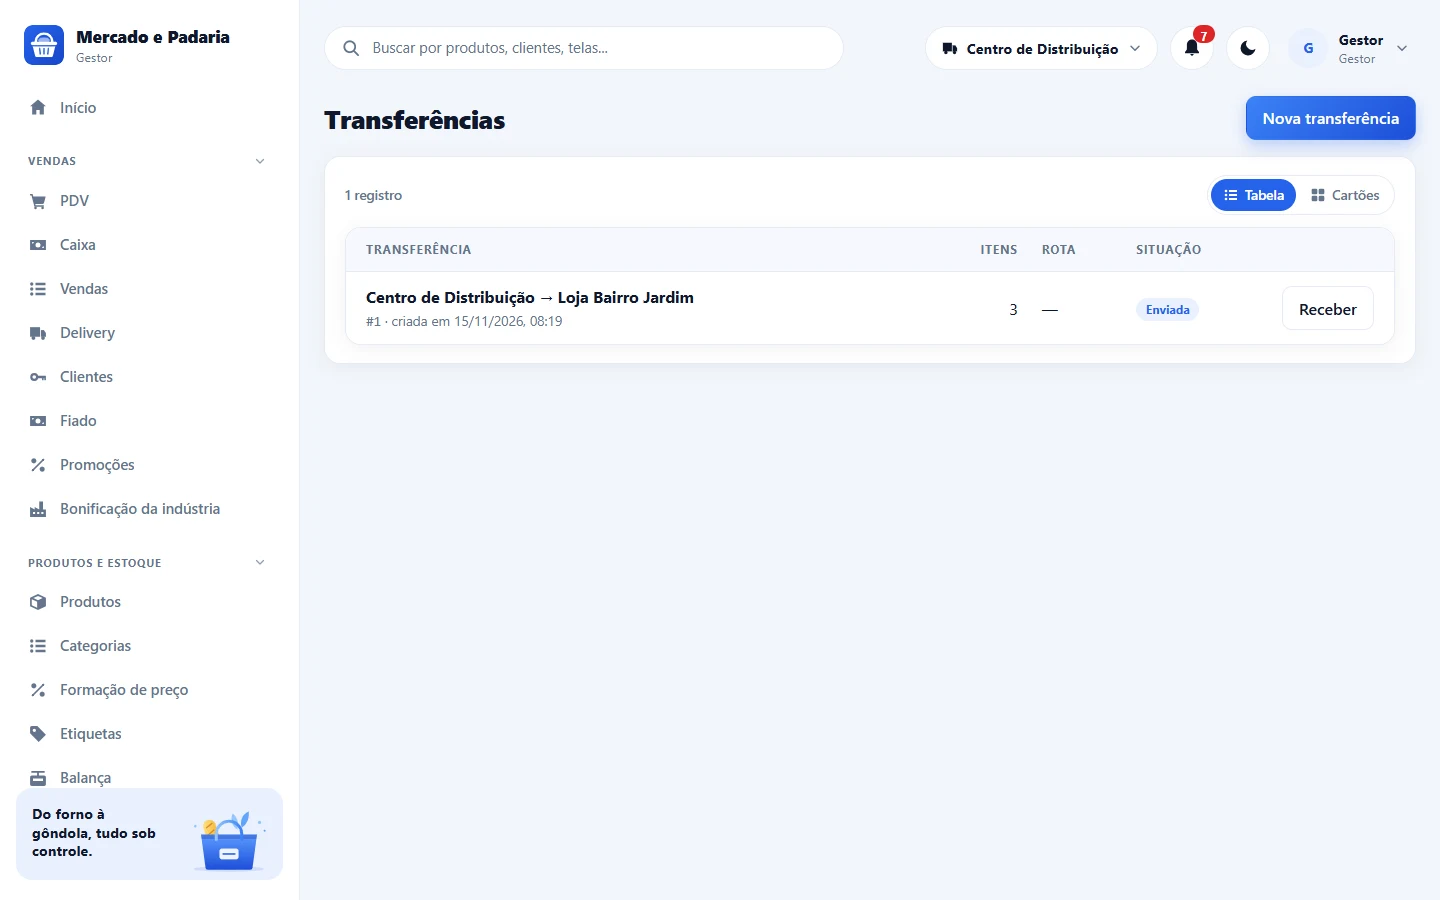 Mercado e Padaria
Gestor
Início
VENDAS
PDV
Caixa
Vendas
Delivery
Clientes
Fiado
Promoções
Bonificação da indústria
PRODUTOS E ESTOQUE
Produtos
Categorias
Formação de preço
Etiquetas
Balança
Do forno à
gôndola, tudo sob
controle.
Buscar por produtos, clientes, telas...
Centro de Distribuição
7
G
Gestor
Gestor
Transferências
Nova transferência
1 registro
Tabela
Cartões
TRANSFERÊNCIA ITENS ROTA SITUAÇÃO
Centro de Distribuição → Loja Bairro Jardim
#1 · criada em 15/11/2026, 08:19
3 — Enviada Receber